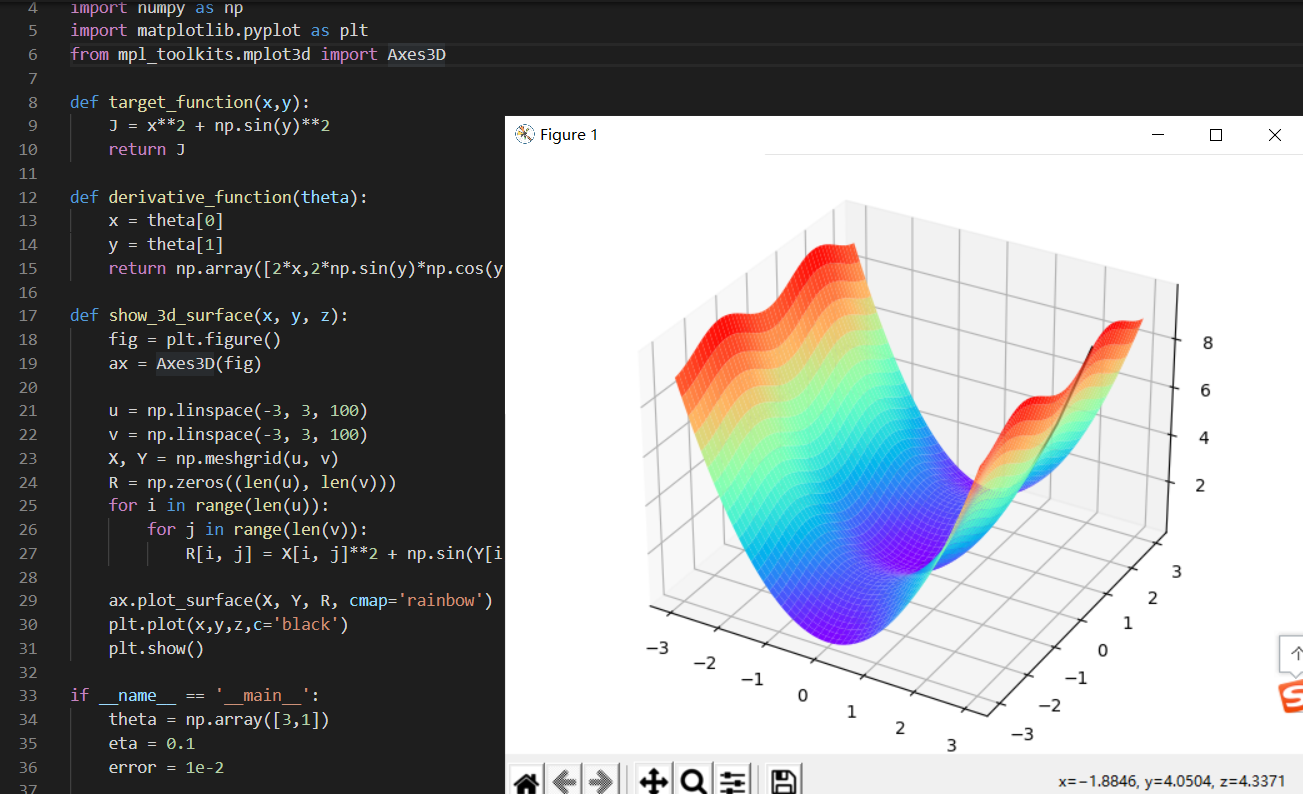 4 import numpy as np
5 import matplotlib.pyplot as plt
6 from mpl_toolkits.mplot3d import Axes3D
7
8 def target_function(x,y):
9 J = x**2 + np.sin(y)**2
10 return J
11
12 def derivative_function(theta):
13 x = theta[0]
14 y = theta[1]
15 return np.array([2*x,2*np.sin(y)*np.cos(y
16
17 def show_3d_surface(x, y, z):
18 fig = plt.figure()
19 ax = Axes3D(fig)
20
21 u = np.linspace(-3, 3, 100)
22 v = np.linspace(-3, 3, 100)
23 X, Y = np.meshgrid(u, v)
24 R = np.zeros((len(u), len(v)))
25 for i in range(len(u)):
26 for j in range(len(v)):
27 R[i, j] = X[i, j]**2 + np.sin(Y[i
28
29 ax.plot_surface(X, Y, R, cmap='rainbow')
30 plt.plot(x,y,z,c='black')
31 plt.show()
32
33 if __name__ == '__main__':
34 theta = np.array([3,1])
35 eta = 0.1
36 error = 1e-2
37
Figure 1
8
6
4
2
−3
−2
−1
0
1
2
3
3
2
1
0
−1
−2
−3
x=−1.8846, y=4.0504, z=4.3371